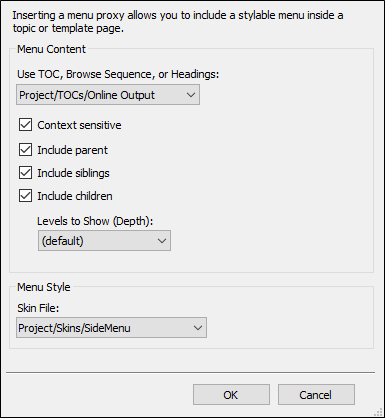 Inserting a menu proxy allows you to include a stylable menu inside a
topic or template page.
Menu Content
Use TOC, Browse Sequence, or Headings:
Project/TOCs/Online Output
Context sensitive
Include parent
Include siblings
Include children
Levels to Show (Depth):
(default)
Menu Style
Skin File:
Project/Skins/SideMenu
OK Cancel